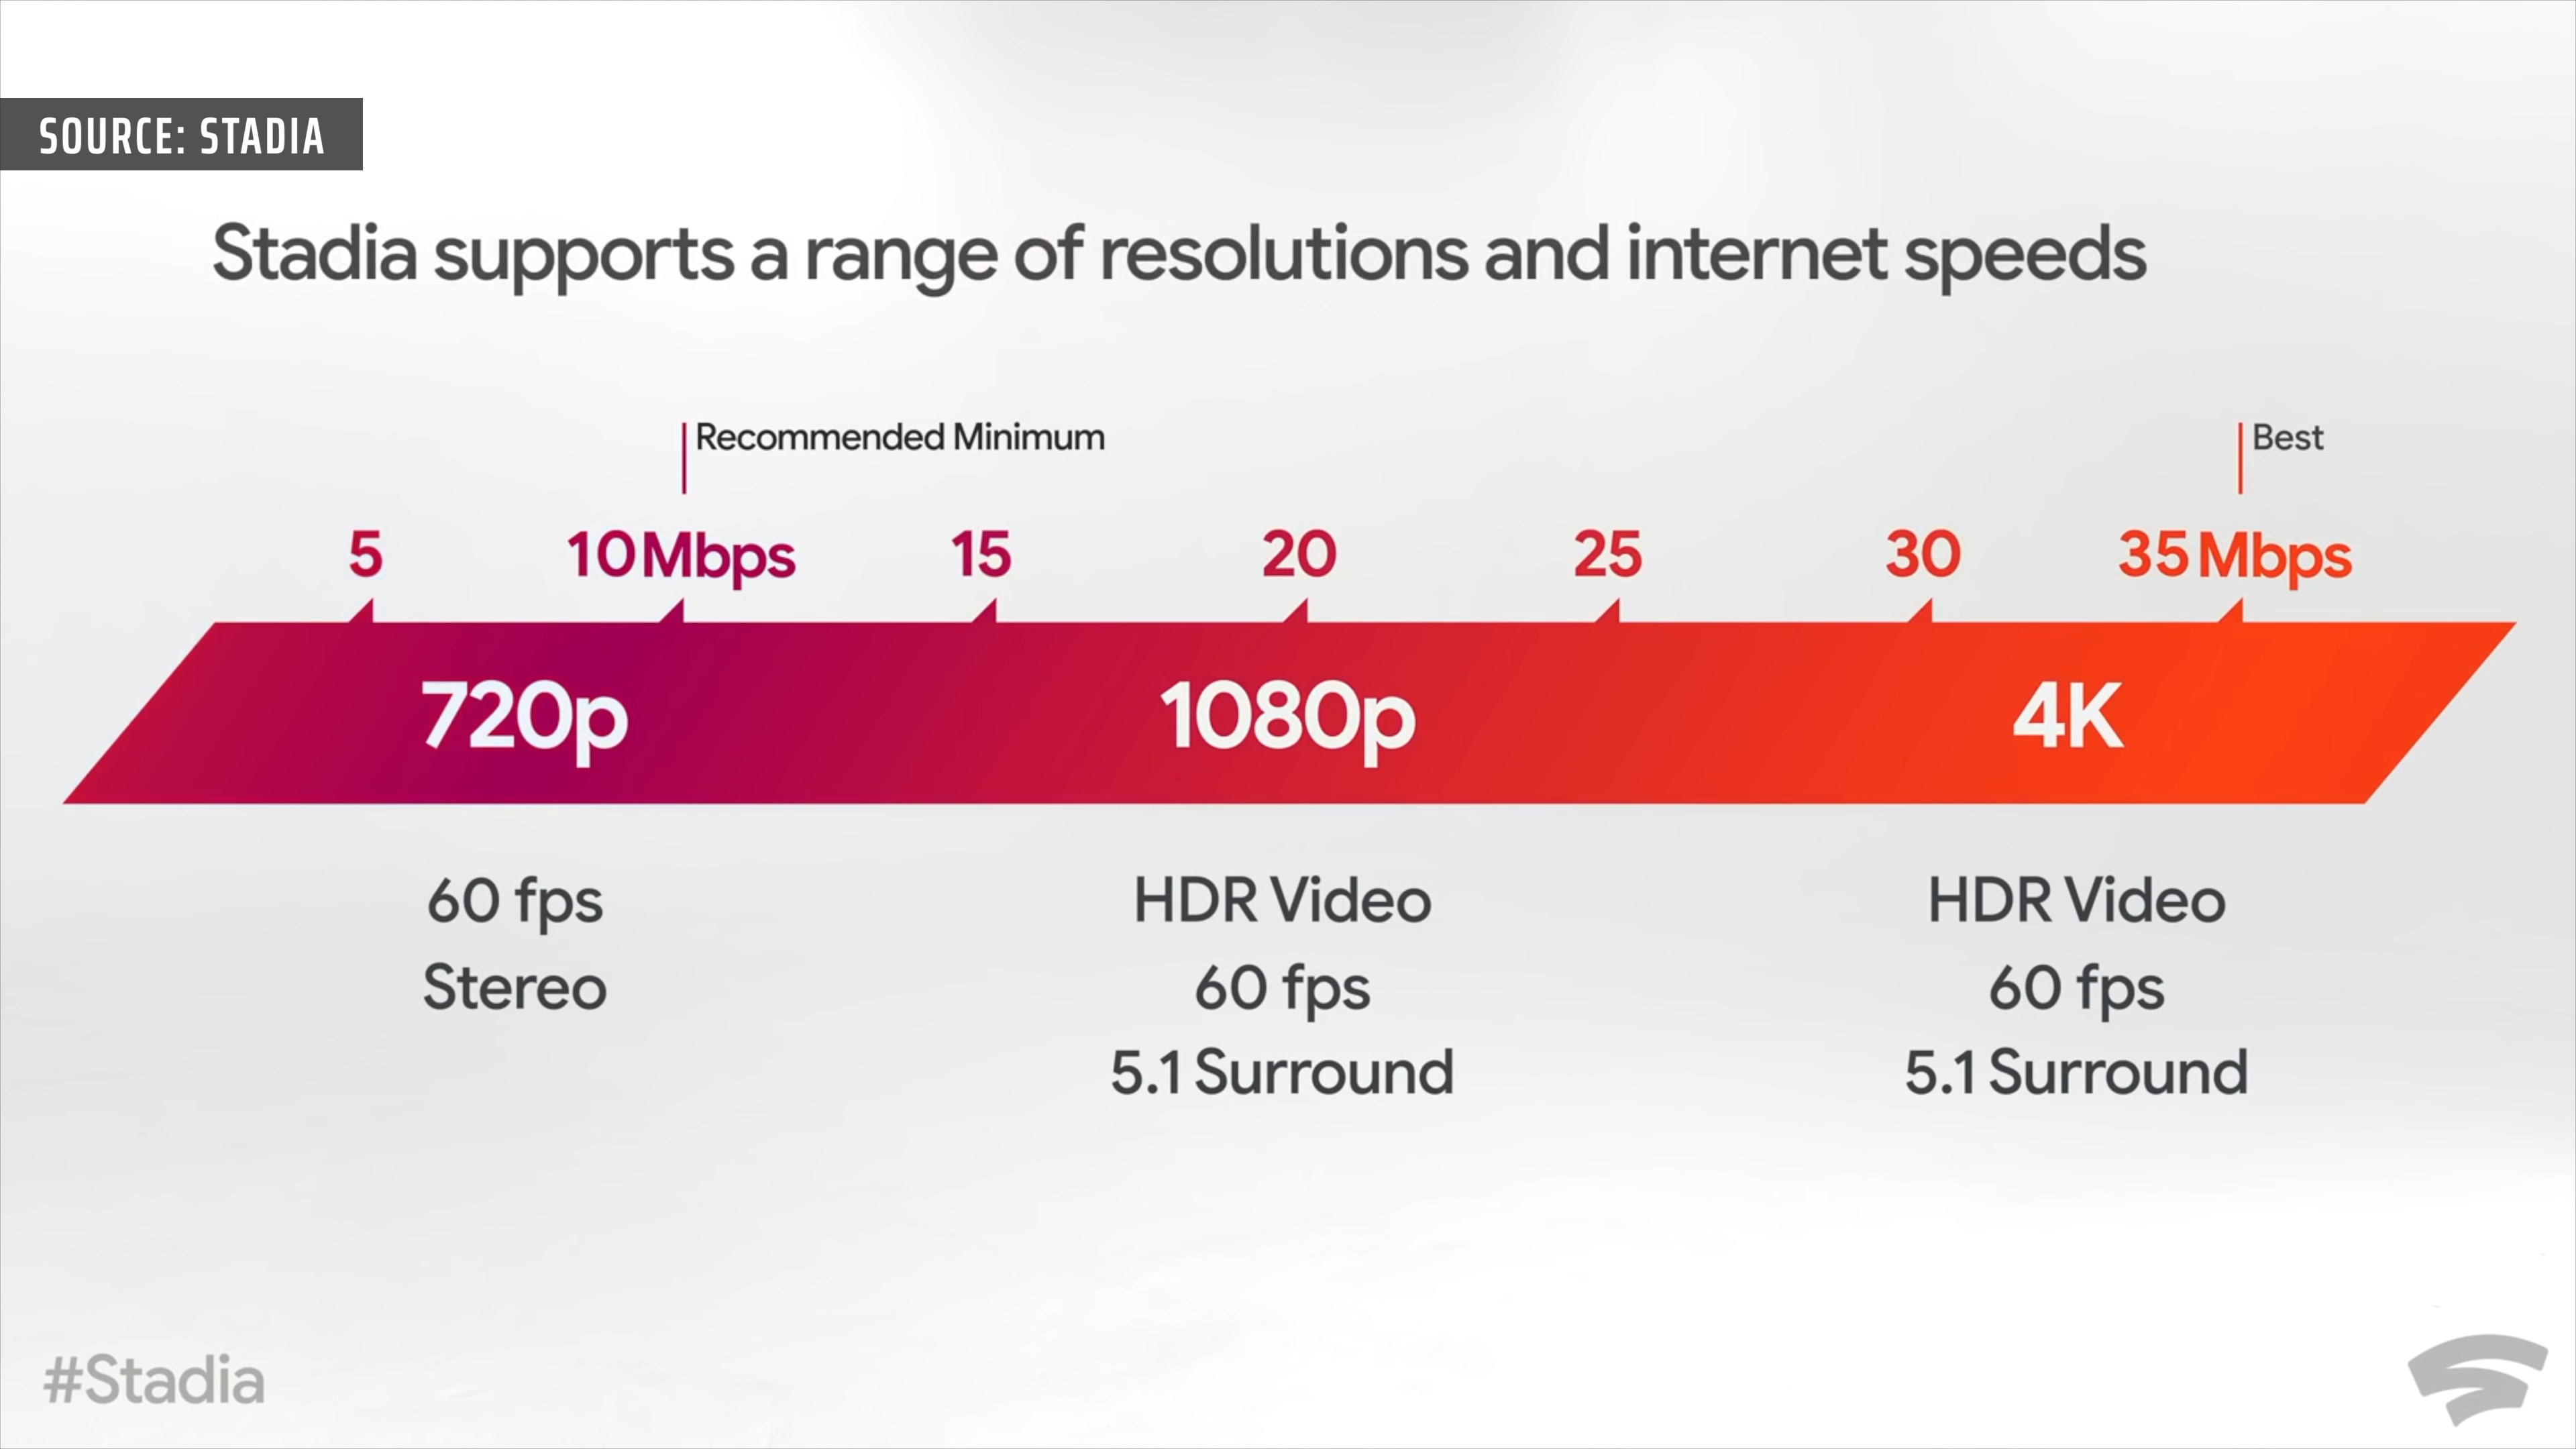 SOURCE: STADIA
Stadia supports a range of resolutions and internet speeds
Recommended Minimum
Best
5
10 Mbps
15
20
25
30
35 Mbps
720p
1080p
4K
60 fps
Stereo
HDR Video
60 fps
5.1 Surround
HDR Video
60 fps
5.1 Surround
#Stadia